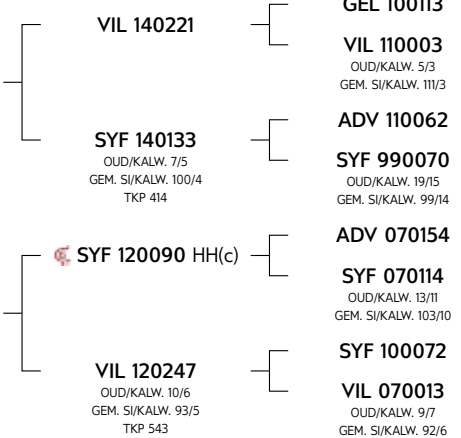 GEL 100113
VIL 140221
VIL 110003
OUD/KALW. 5/3
GEM. SI/KALW. 111/3
ADV 110062
SYF 140133
OUD/KALW. 7/5
GEM. SI/KALW. 100/4
TKP 414
SYF 990070
OUD/KALW. 19/15
GEM. SI/KALW. 99/14
ADV 070154
SYF 120090 HH(c)
SYF 070114
OUD/KALW. 13/11
GEM. SI/KALW. 103/10
SYF 100072
VIL 120247
OUD/KALW. 10/6
GEM. SI/KALW. 93/5
TKP 543
VIL 070013
OUD/KALW. 9/7
GEM. SI/KALW. 92/6